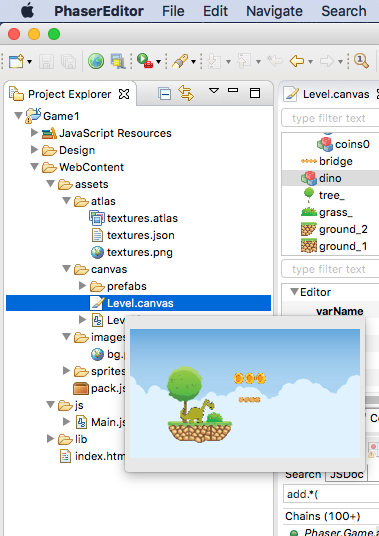 PhaserEditor File Edit Navigate Search
Project Explorer
Game1
JavaScript Resources
Design
WebContent
assets
atlas
textures.atlas
textures.json
textures.png
canvas
prefabs
Level.canvas
Leve
images
bg.
sprites
pack.js
js
Main.js
lib
index.htm
Level.canvas
type filter text
coins0
bridge
dino
tree_
grass_
ground_2
ground_1
type filter text
Editor
varName
Search JSDoc
add.*(
Chains (100+)
Phaser.Game.a